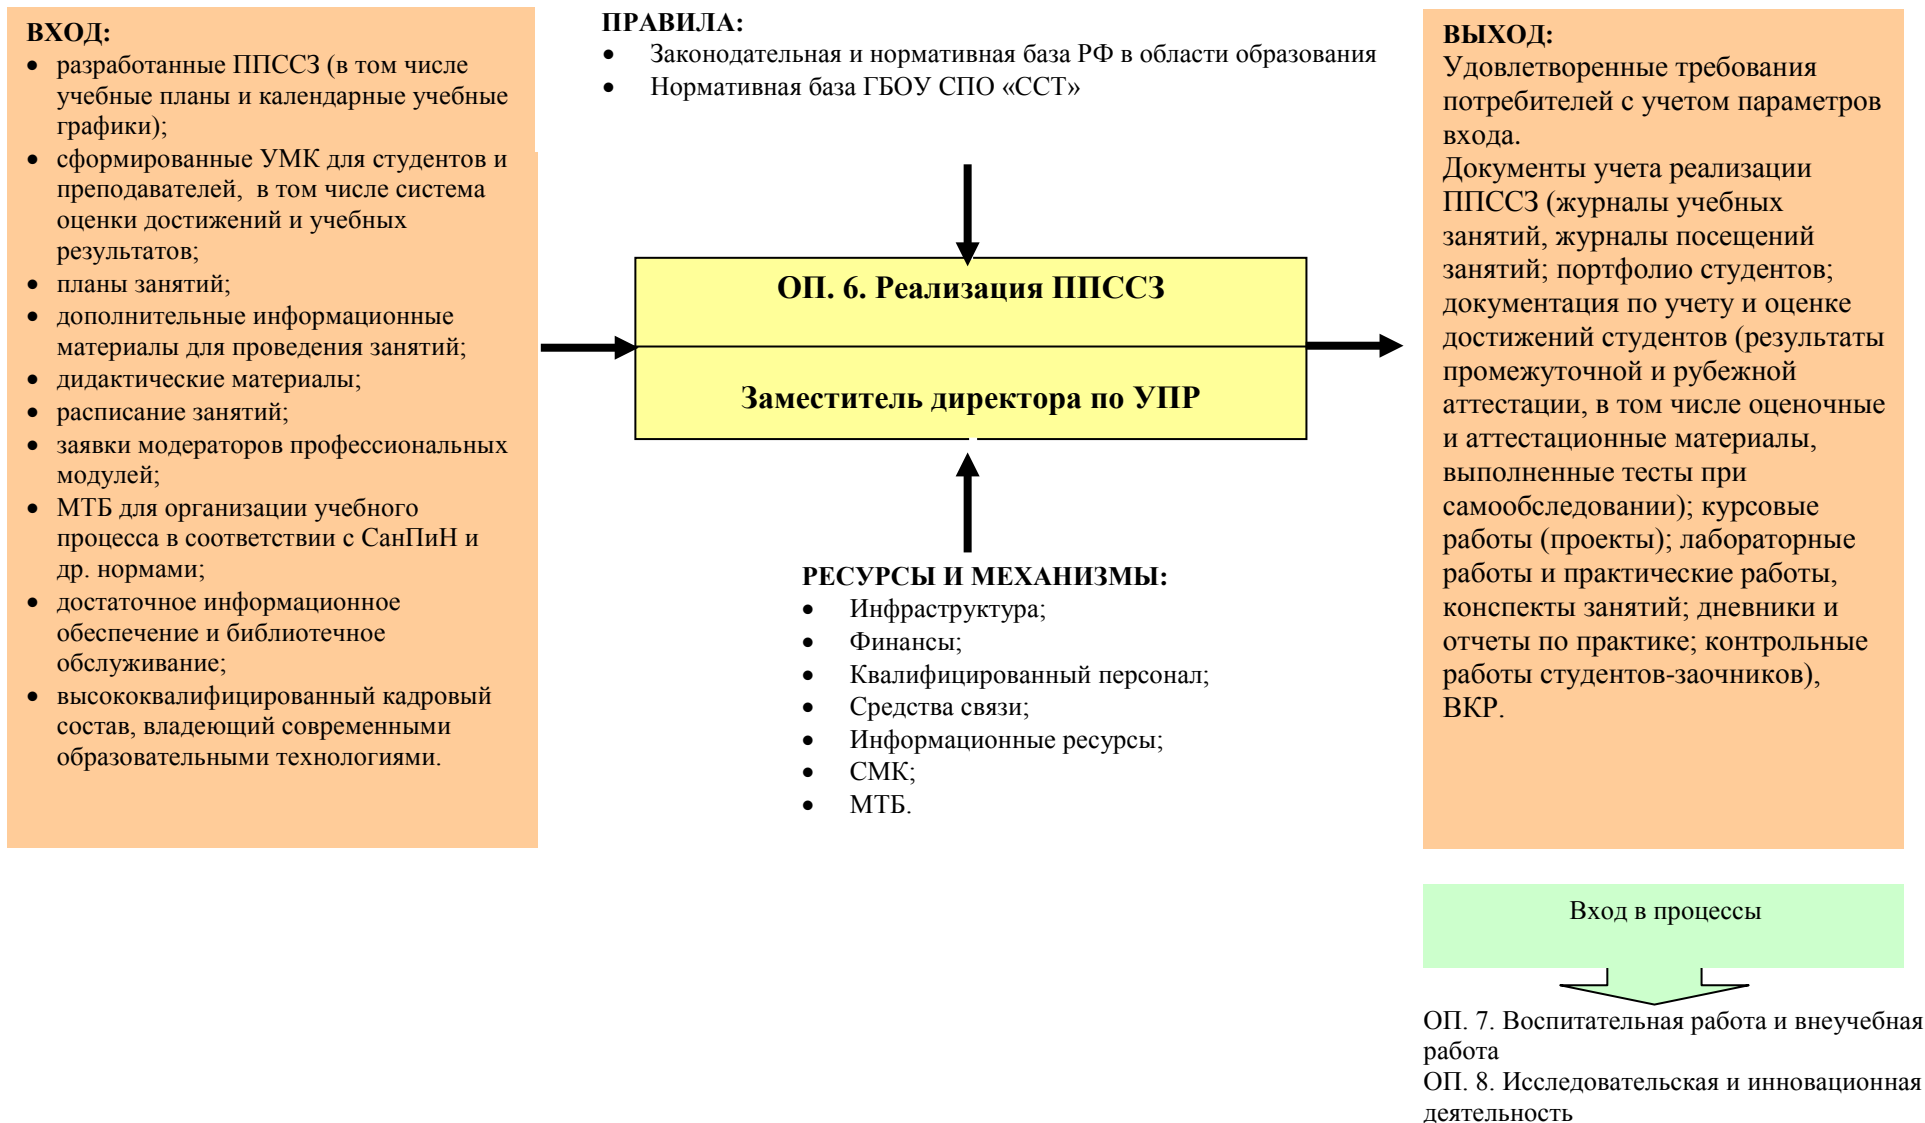 ВХОД:
• разработанные ППССЗ (в том числе
учебные планы и календарные учебные
графики);
• сформированные УМК для студентов и
преподавателей, в том числе система
оценки достижений и учебных
результатов;
• планы занятий;
• дополнительные информационные
материалы для проведения занятий;
• дидактические материалы;
• расписание занятий;
• заявки модераторов профессиональных
модулей;
• МТБ для организации учебного
процесса в соответствии с СанПиН и
др. нормами;
• достаточное информационное
обеспечение и библиотечное
обслуживание;
• высококвалифицированный кадровый
состав, владеющий современными
образовательными технологиями.
ПРАВИЛА:
• Законодательная и нормативная база РФ в области образования
• Нормативная база ГБОУ СПО «ССТ»
ОП. 6. Реализация ППССЗ
Заместитель директора по УПР
РЕСУРСЫ И МЕХАНИЗМЫ:
• Инфраструктура;
• Финансы;
• Квалифицированный персонал;
• Средства связи;
• Информационные ресурсы;
• СМК;
• МТБ.
ВЫХОД:
Удовлетворенные требования
потребителей с учетом параметров
входа.
Документы учета реализации
ППССЗ (журналы учебных
занятий, журналы посещений
занятий; портфолио студентов;
документация по учету и оценке
достижений студентов (результаты
промежуточной и рубежной
аттестации, в том числе оценочные
и аттестационные материалы,
выполненные тесты при
самообследовании); курсовые
работы (проекты); лабораторные
работы и практические работы,
конспекты занятий; дневники и
отчеты по практике; контрольные
работы студентов-заочников),
ВКР.
Вход в процессы
ОП. 7. Воспитательная работа и внеучебная
работа
ОП. 8. Исследовательская и инновационная
деятельность